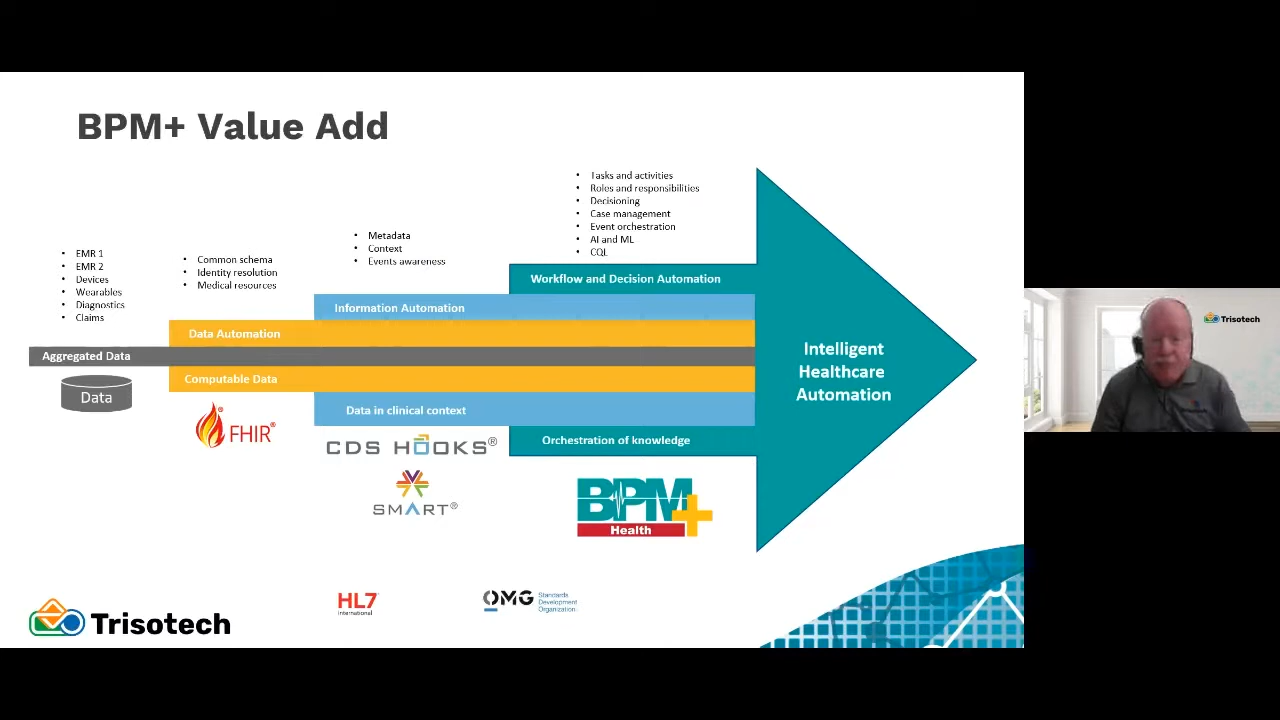 BPM+ Value Add
• EMR 1
• EMR 2
• Devices
• Wearables
• Diagnostics
• Claims
• Common schema
• Identity resolution
• Medical resources
• Metadata
• Context
• Events awareness
• Tasks and activities
• Roles and responsibilities
• Decisioning
• Case management
• Event orchestration
• AI and ML
• CQL
Workflow and Decision Automation
Information Automation
Data Automation
Aggregated Data
Computable Data
Data in clinical context
Orchestration of knowledge
Intelligent
Healthcare
Automation
Data
FHIR®
CDS HOOKS®
SMART®
BPM+
Health
HL7
International
OMG
Standards
Development
Organization
Trisotech
Trisotech